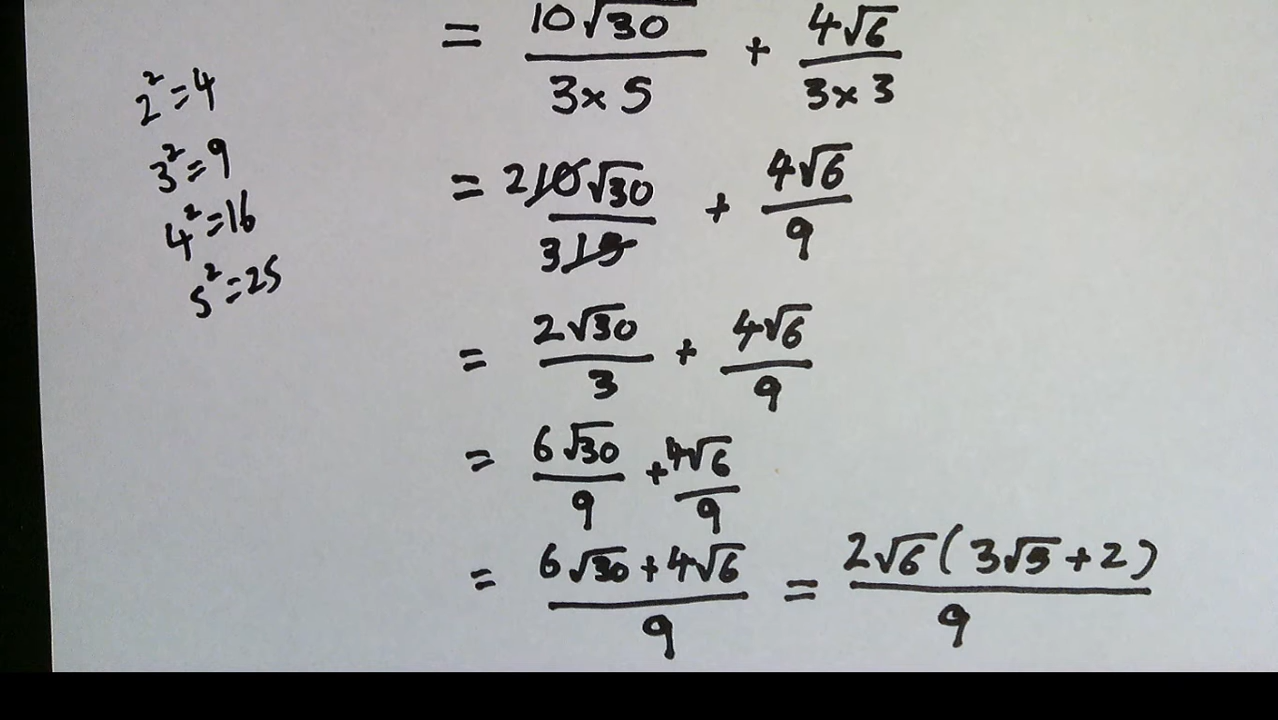 = 10√30 / 3×5 + 4√6 / 3×3
2² = 4
3² = 9
4² = 16
5² = 25
= 2 10√30 / 3 15 + 4√6 / 9
= 2√30 / 3 + 4√6 / 9
= 6√30 / 9 + 4√6 / 9
= 6√30 + 4√6 / 9 = 2√6 ( 3√5 + 2 ) / 9